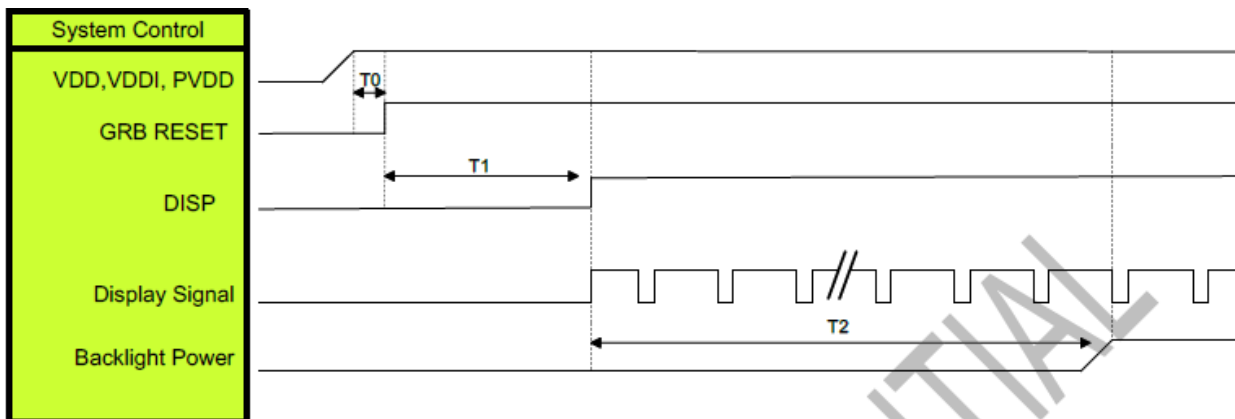 System Control
VDD,VDDI, PVDD
T0
GRB RESET
T1
DISP
Display Signal
T2
Backlight Power